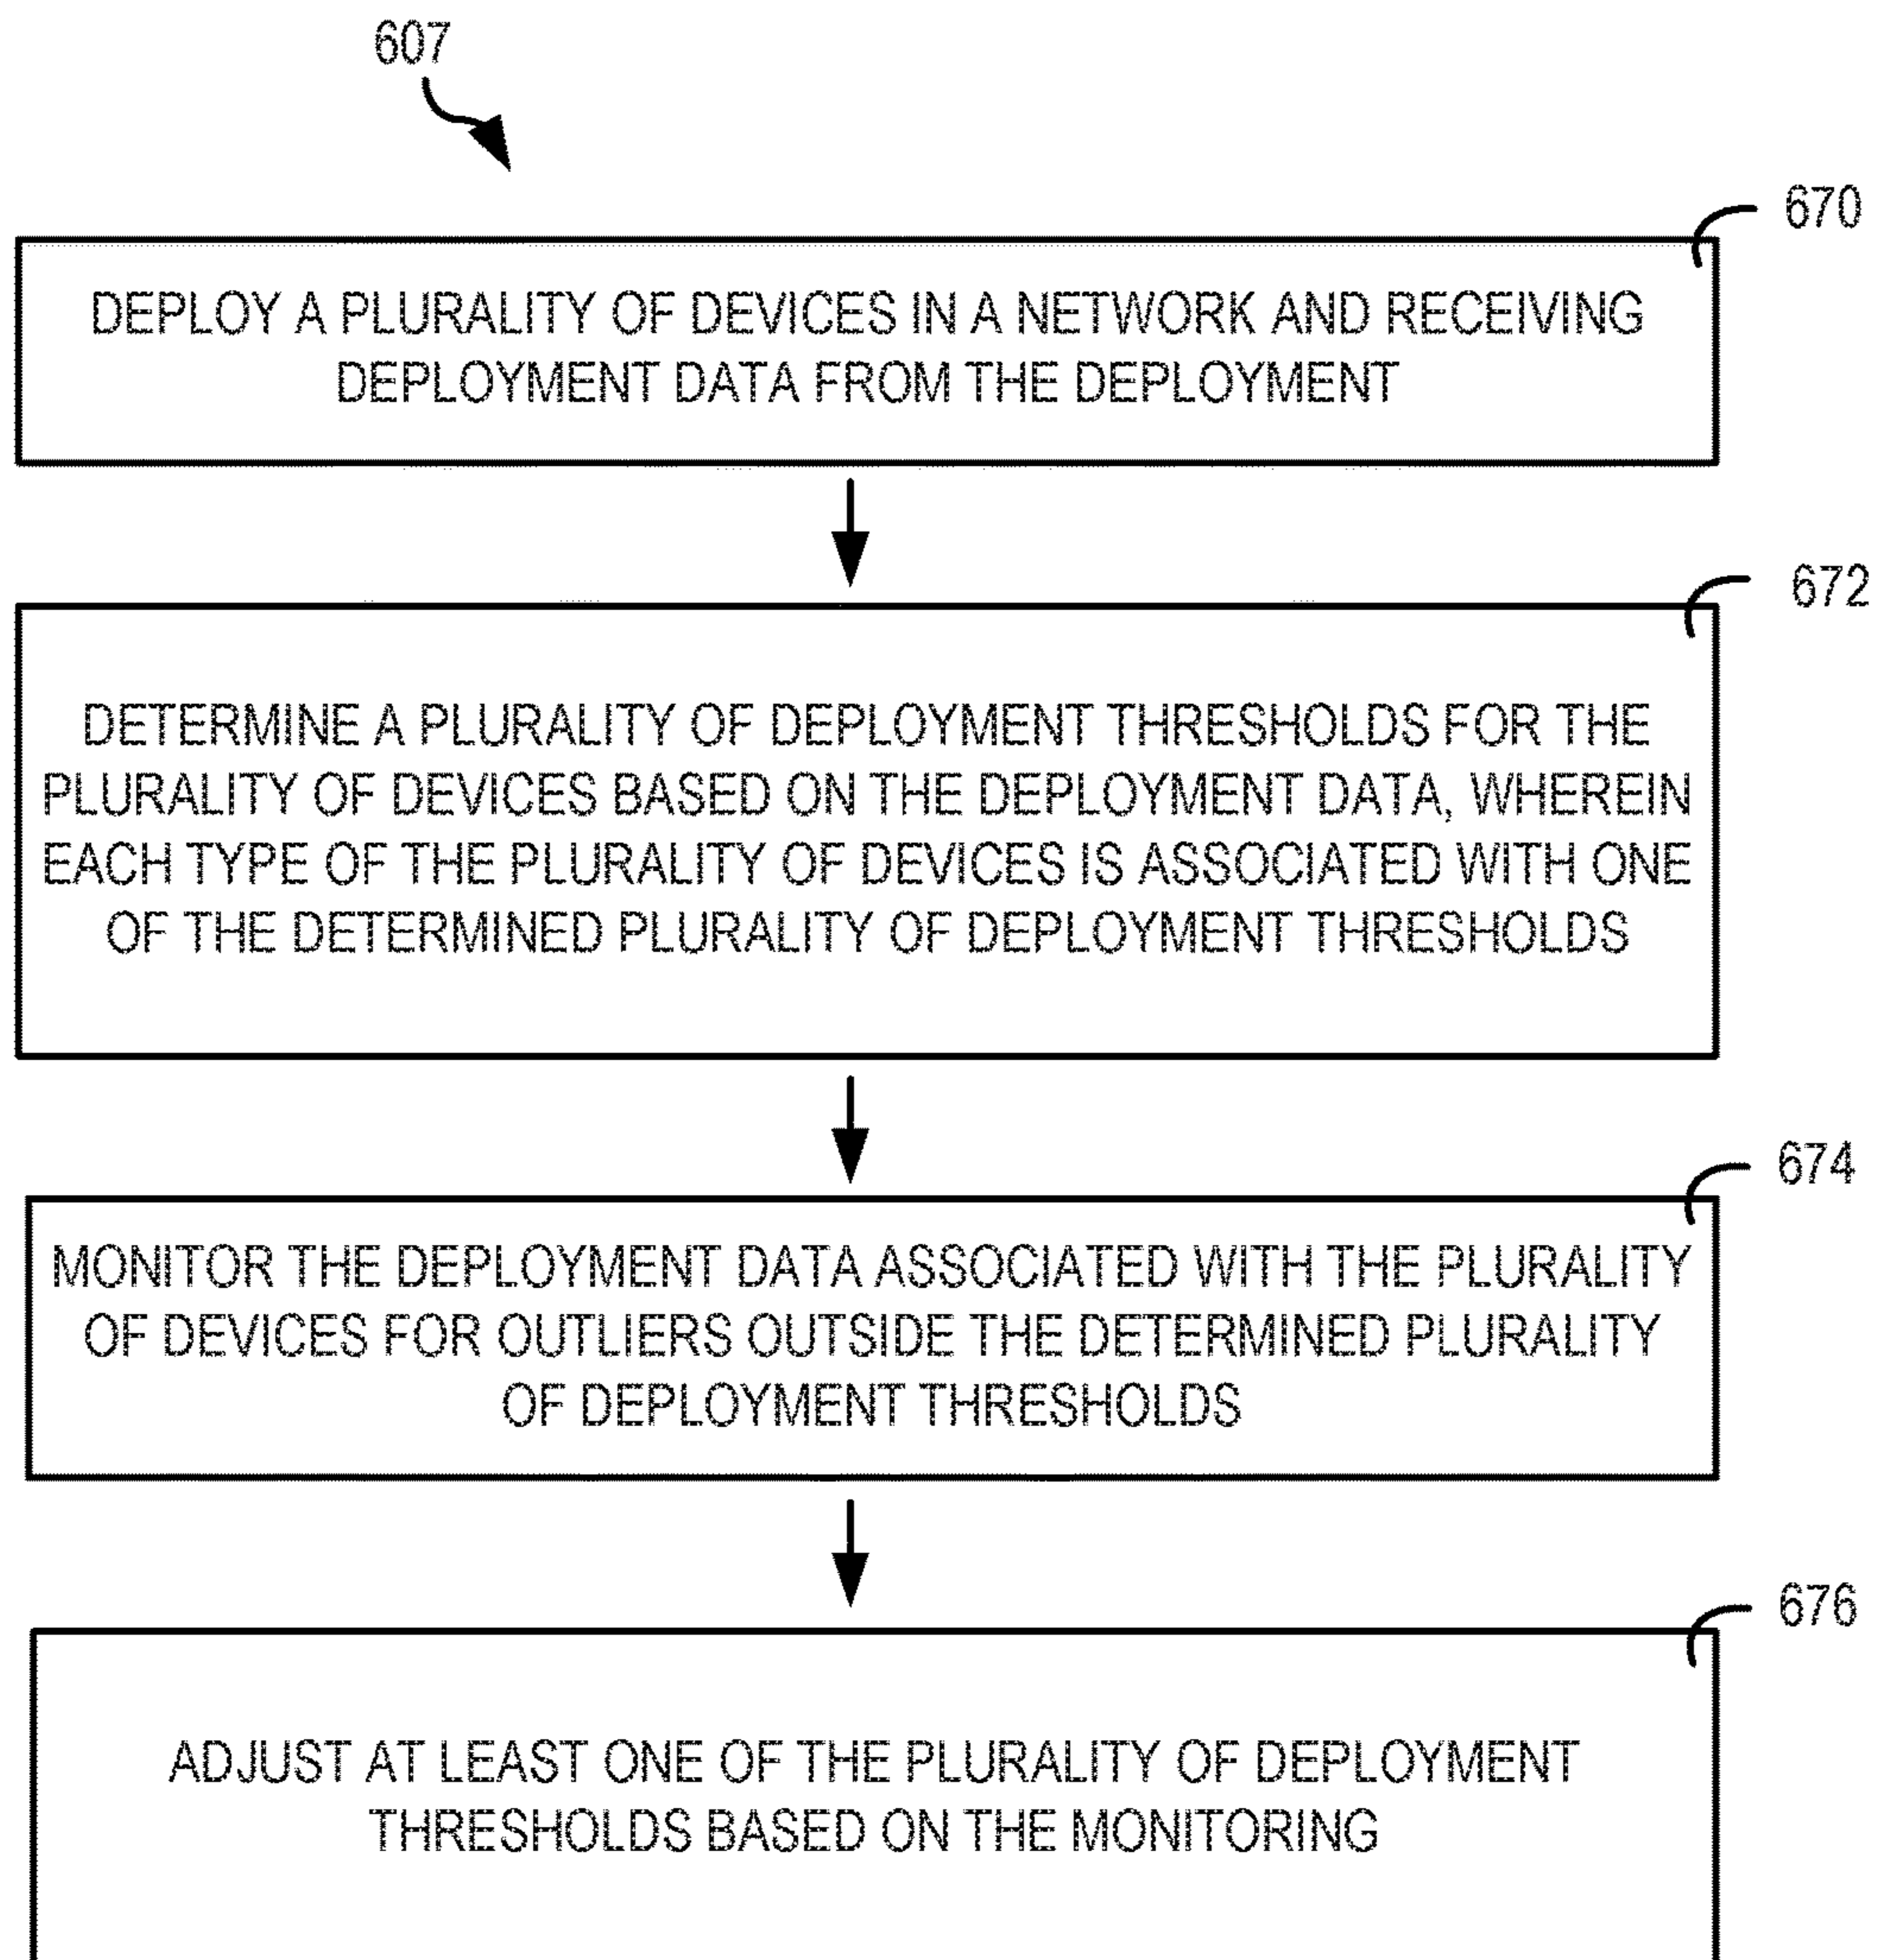 607
670
DEPLOY A PLURALITY OF DEVICES IN A NETWORK AND RECEIVING
DEPLOYMENT DATA FROM THE DEPLOYMENT
672
DETERMINE A PLURALITY OF DEPLOYMENT THRESHOLDS FOR THE
PLURALITY OF DEVICES BASED ON THE DEPLOYMENT DATA, WHEREIN
EACH TYPE OF THE PLURALITY OF DEVICES IS ASSOCIATED WITH ONE
OF THE DETERMINED PLURALITY OF DEPLOYMENT THRESHOLDS
674
MONITOR THE DEPLOYMENT DATA ASSOCIATED WITH THE PLURALITY
OF DEVICES FOR OUTLIERS OUTSIDE THE DETERMINED PLURALITY
OF DEPLOYMENT THRESHOLDS
676
ADJUST AT LEAST ONE OF THE PLURALITY OF DEPLOYMENT
THRESHOLDS BASED ON THE MONITORING